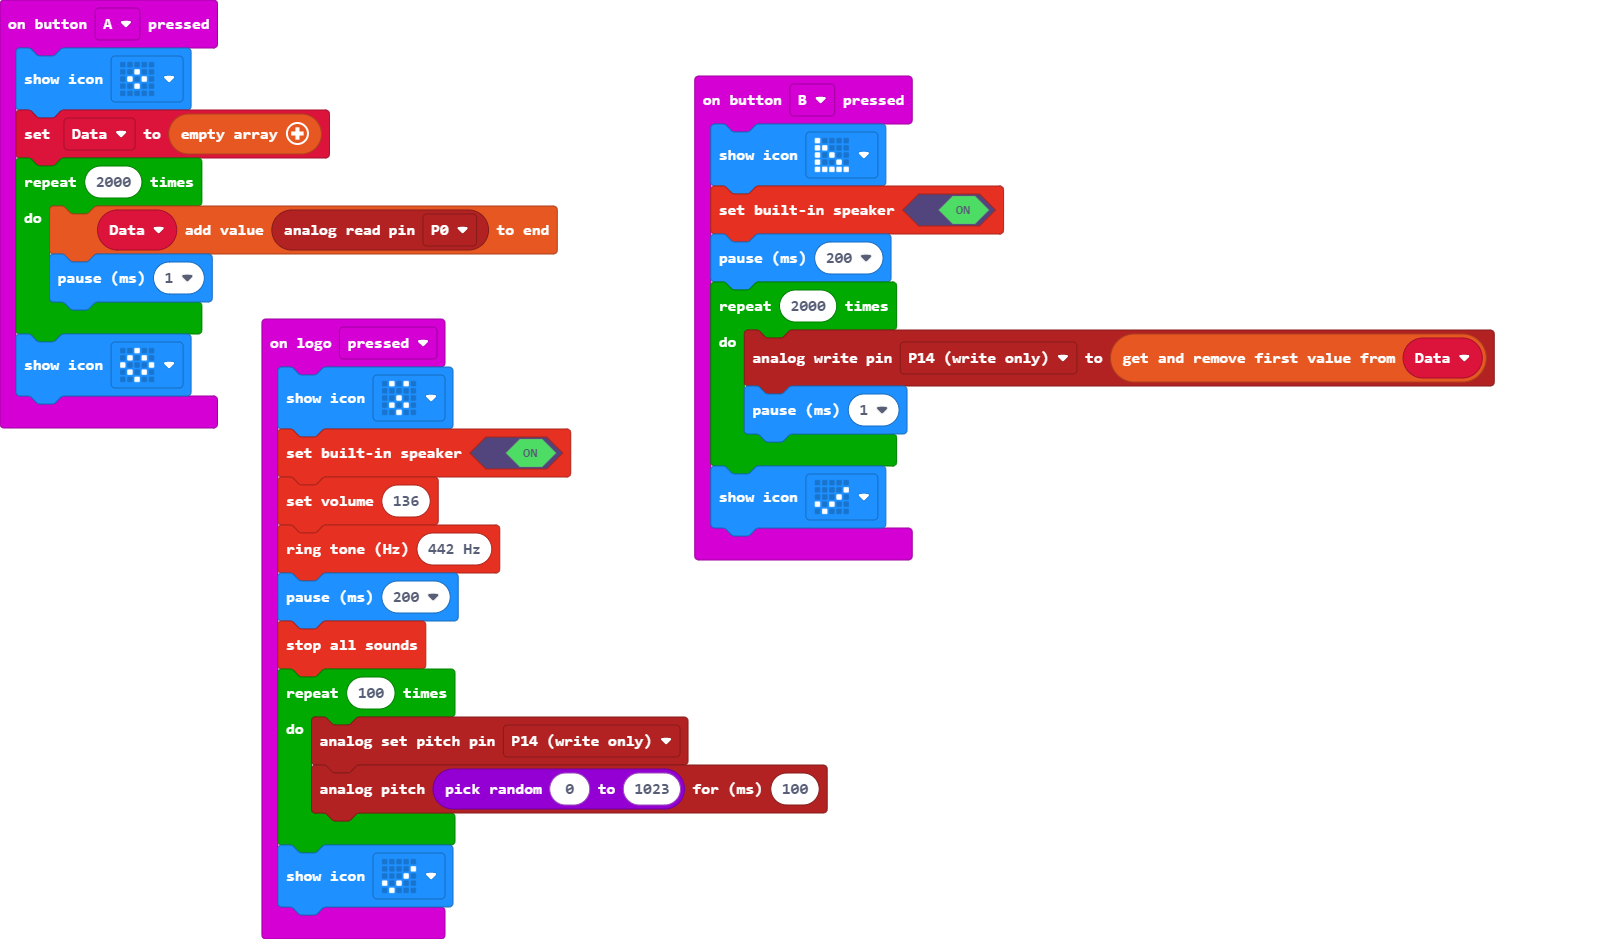 on button A pressed
show icon
set Data to empty array
repeat 2000 times
do
Data add value analog read pin P0 to end
pause (ms) 1
show icon
on logo pressed
show icon
set built-in speaker ON
set volume 136
ring tone (Hz) 442 Hz
pause (ms) 200
stop all sounds
repeat 100 times
do
analog set pitch pin P14 (write only)
analog pitch pick random 0 to 1023 for (ms) 100
show icon
on button B pressed
show icon
set built-in speaker ON
pause (ms) 200
repeat 2000 times
do
analog write pin P14 (write only) to get and remove first value from Data
pause (ms) 1
show icon